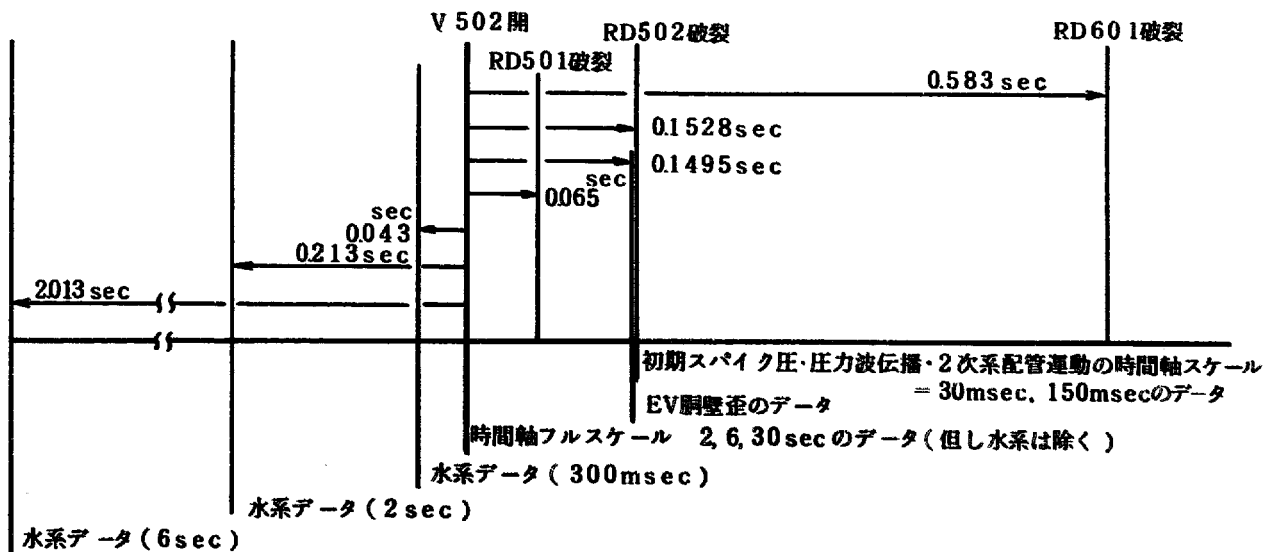 V502開
RD502破裂
RD601破裂
RD501破裂
0.583sec
0.1528sec
0.1495sec
sec
0.065
sec
0.043
0.213sec
2.013sec
初期スパイク圧・圧力波伝播・2次系配管運動の時間軸スケール
=30msec, 150msecのデータ
EV胴壁歪のデータ
時間軸フルスケール 2, 6, 30secのデータ(但し水系は除く)
水系データ(300msec)
水系データ(2sec)
水系データ(6sec)